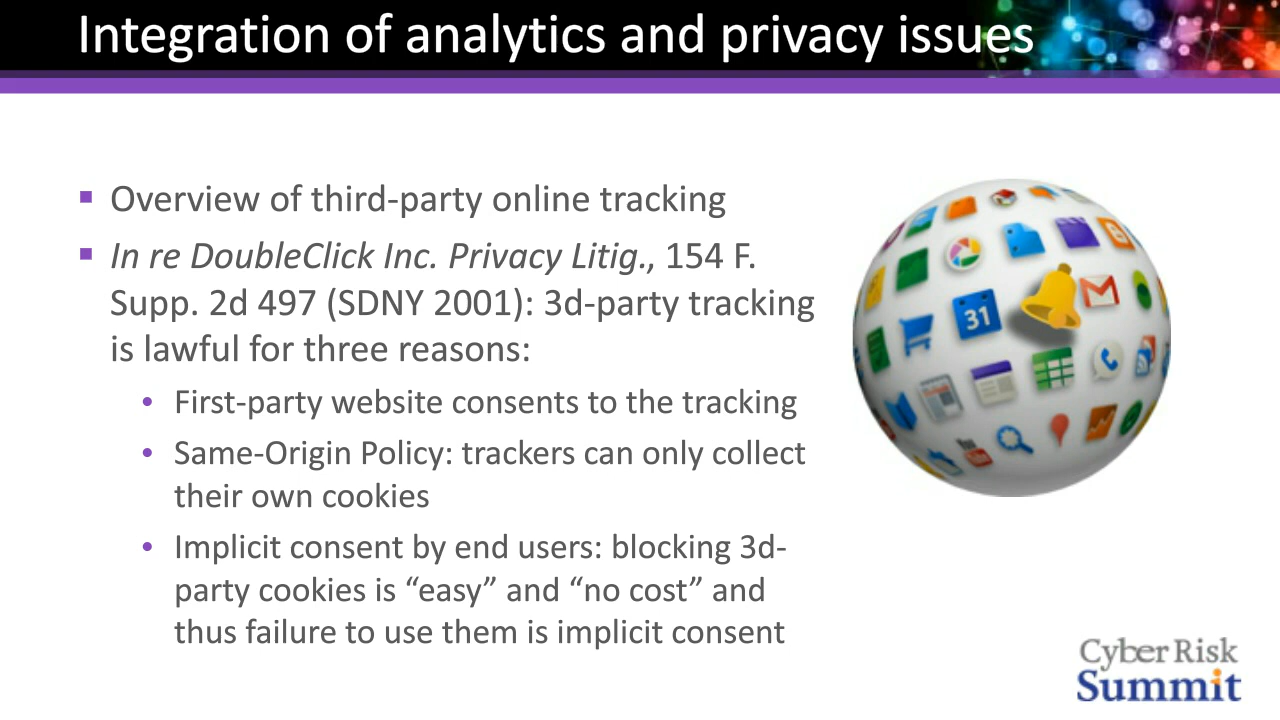 Integration of analytics and privacy issues
Overview of third-party online tracking
In re DoubleClick Inc. Privacy Litig., 154 F.
Supp. 2d 497 (SDNY 2001): 3d-party tracking
is lawful for three reasons:
First-party website consents to the tracking
Same-Origin Policy: trackers can only collect
their own cookies
Implicit consent by end users: blocking 3d-
party cookies is “easy” and “no cost” and
thus failure to use them is implicit consent
31
Cyber Risk
Summit